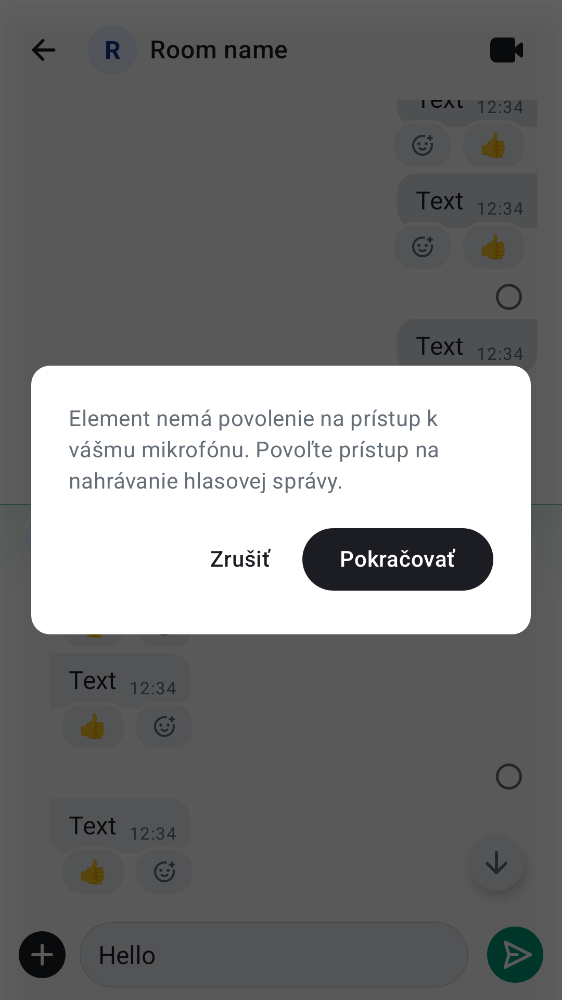 R Room name
Text 12:34
Text 12:34
Text 12:34
Element nemá povolenie na prístup k
vášmu mikrofónu. Povoľte prístup na
nahrávanie hlasovej správy.
Zrušiť Pokračovať
Text 12:34
Text 12:34
Hello